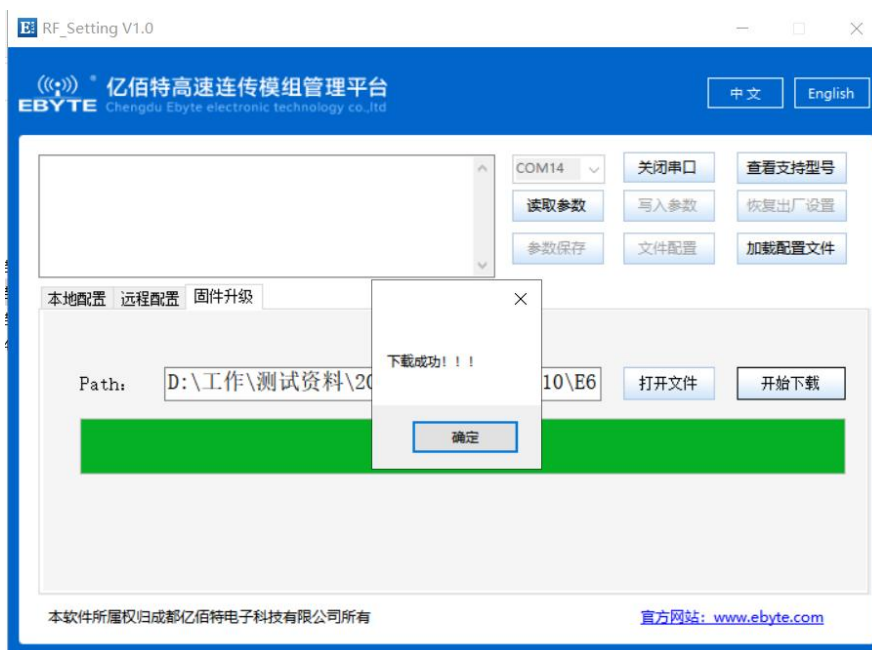 RF_Setting V1.0
亿佰特高速连传模组管理平台
EBYTE Chengdu Ebyte electronic technology co.,ltd
中文 English
COM14 关闭串口 查看支持型号
读取参数 写入参数 恢复出厂设置
参数保存 文件配置 加载配置文件
本地配置 远程配置 固件升级
下载成功！！！
Path: D:\工作\测试资料\20 10\E6 打开文件 开始下载
确定
本软件所属权归成都亿佰特电子科技有限公司所有 官方网站：www.ebyte.com